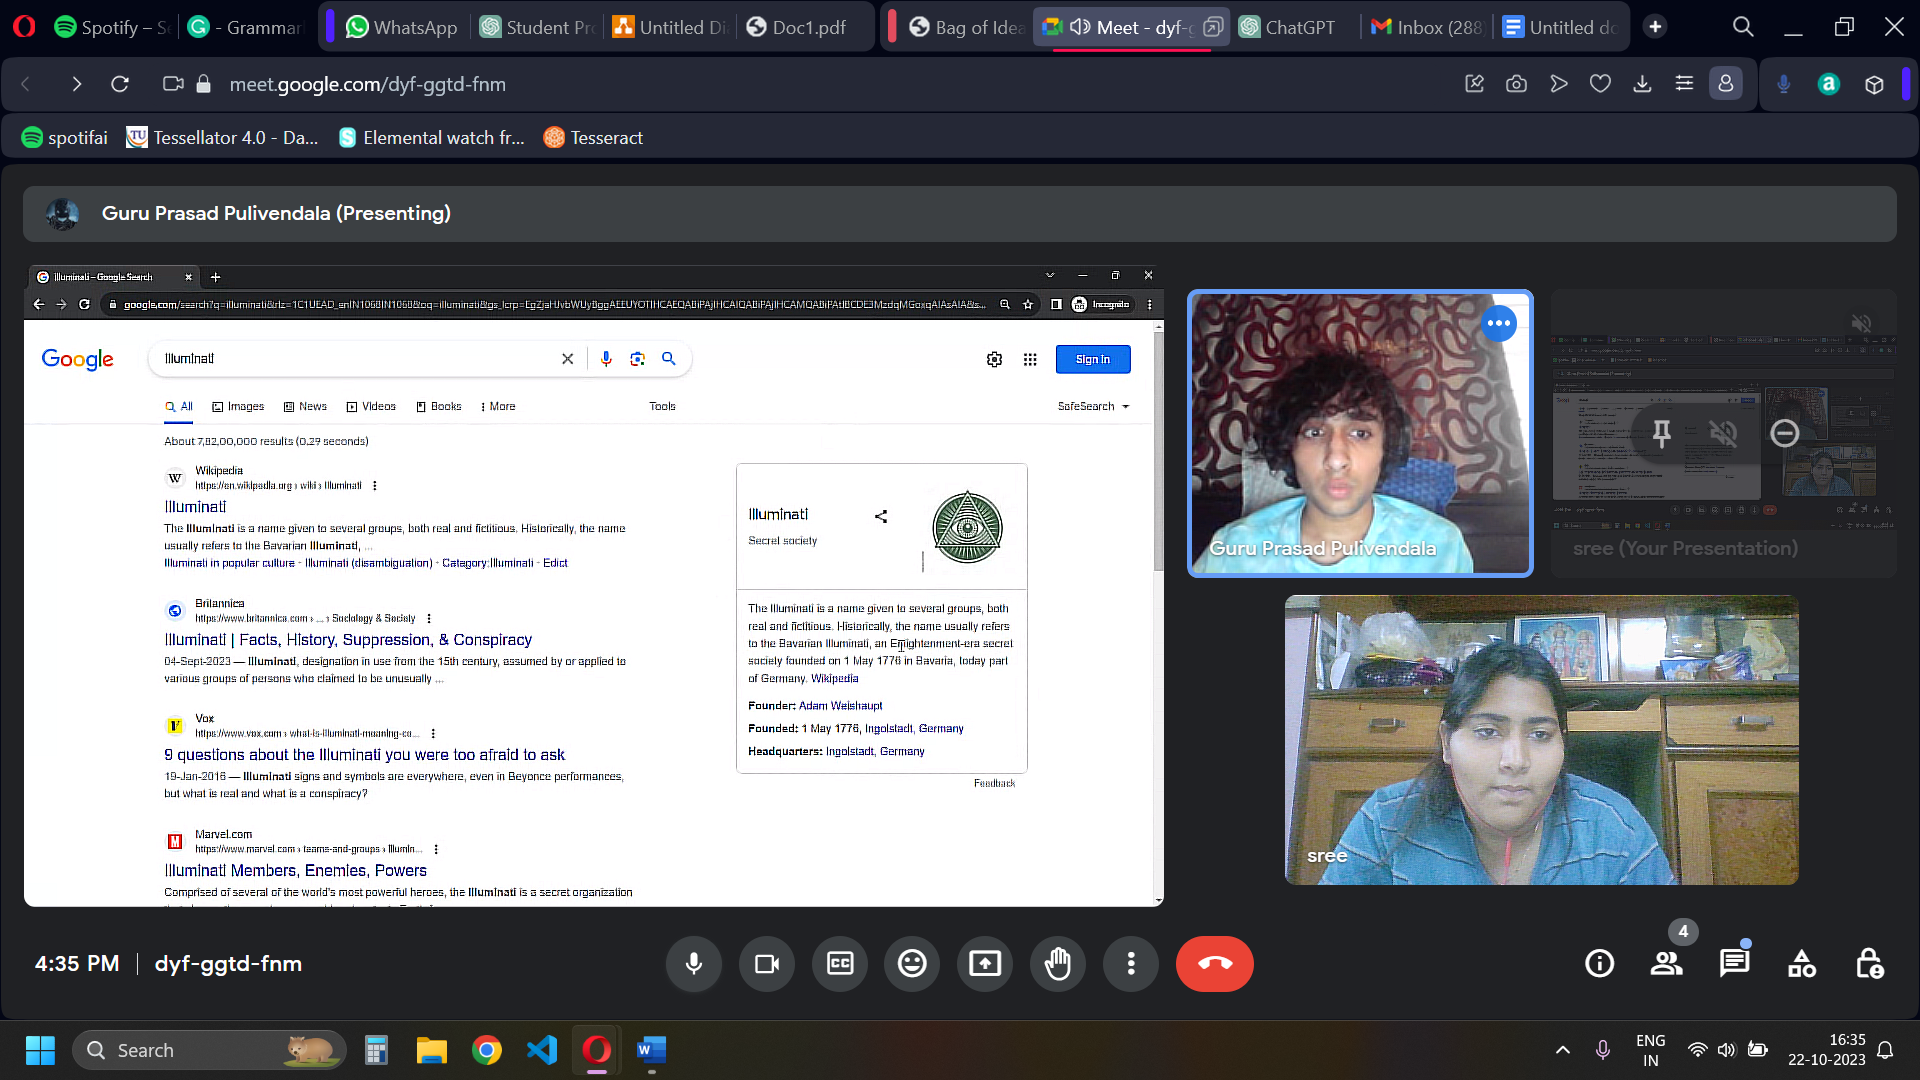 Spotify – S
- Grammar
WhatsApp
Student Pro
Untitled Di
Doc1.pdf
Bag of Idea
Meet - dyf-g
ChatGPT
Inbox (288
Untitled do
meet.google.com/dyf-ggtd-fnm
spotifai
Tessellator 4.0 - Da...
Elemental watch fr...
Tesseract
Guru Prasad Pulivendala (Presenting)
Illuminati - Google Search
Incognito
Google
Illuminati
Sign in
All
Images
News
Videos
Books
More
Tools
SafeSearch
About 7,82,00,000 results (0.29 seconds)
Wikipedia
https://en.wikipedia.org › wiki › Illuminati
Illuminati
The Illuminati is a name given to several groups, both real and fictitious. Historically, the name
usually refers to the Bavarian Illuminati, ...
Illuminati in popular culture · Illuminati (disambiguation) · Category:Illuminati · Edict
Britannica
https://www.britannica.com › ... › Sociology & Society
Illuminati | Facts, History, Suppression, & Conspiracy
04-Sept-2023 — Illuminati, designation in use from the 15th century, assumed by or applied to
various groups of persons who claimed to be unusually ...
Vox
https://www.vox.com › what-is-illuminati-meaning-co...
9 questions about the Illuminati you were too afraid to ask
19-Jan-2016 — Illuminati signs and symbols are everywhere, even in Beyonce performances,
but what is real and what is a conspiracy?
Marvel.com
https://www.marvel.com › teams-and-groups › Illumin...
Illuminati Members, Enemies, Powers
Comprised of several of the world's most powerful heroes, the Illuminati is a secret organization
Illuminati
Secret society
The Illuminati is a name given to several groups, both
real and fictitious. Historically, the name usually refers
to the Bavarian Illuminati, an Enlightenment-era secret
society founded on 1 May 1776 in Bavaria, today part
of Germany. Wikipedia
Founder: Adam Weishaupt
Founded: 1 May 1776, Ingolstadt, Germany
Headquarters: Ingolstadt, Germany
Feedback
Guru Prasad Pulivendala
sree (Your Presentation)
sree
4:35 PM | dyf-ggtd-fnm
CC
4
Search
ENG
IN
16:35
22-10-2023